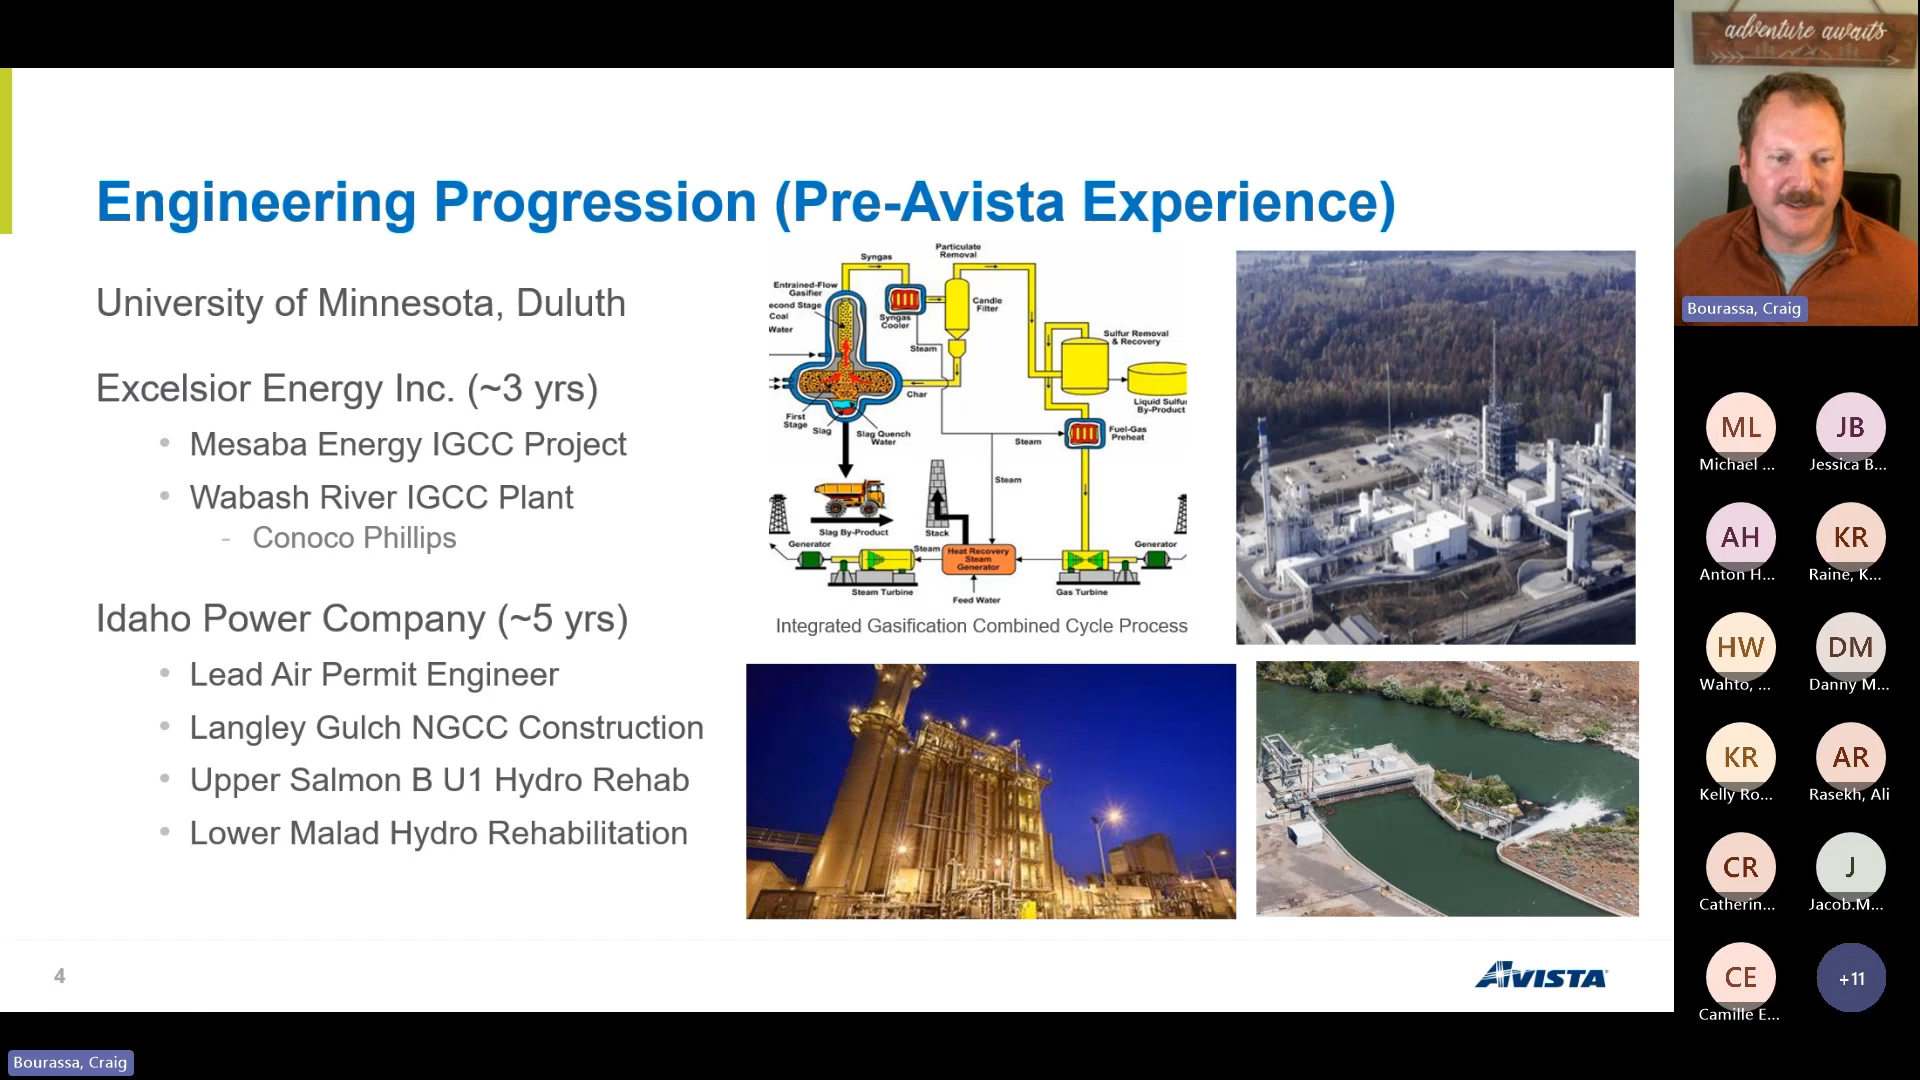 adventure awaits
Engineering Progression (Pre-Avista Experience)
University of Minnesota, Duluth
Excelsior Energy Inc. (~3 yrs)
• Mesaba Energy IGCC Project
• Wabash River IGCC Plant
- Conoco Phillips
Idaho Power Company (~5 yrs)
• Lead Air Permit Engineer
• Langley Gulch NGCC Construction
• Upper Salmon B U1 Hydro Rehab
• Lower Malad Hydro Rehabilitation
Particulate
Removal
Syngas
Entrained-Flow
Gasifier
econd Stage
Coal
Water
Syngas
Cooler
Candle
Filter
Steam
Sulfur Removal
& Recovery
Char
Liquid Sulfu
By-Product
First
Stage
Slag
Slag Quench
Water
Steam
Fuel-Gas
Preheat
Steam
Slag By-Product
Stack
Generator
Steam
Heat Recovery
Steam
Generator
Generator
Steam Turbine
Feed Water
Gas Turbine
Integrated Gasification Combined Cycle Process
4
AVISTA
Bourassa, Craig
ML
Michael ...
JB
Jessica B...
AH
Anton H...
KR
Raine, K...
HW
Wahto, ...
DM
Danny M...
KR
Kelly Ro...
AR
Rasekh, Ali
CR
Catherin...
J
Jacob.M...
CE
Camille E...
+11
Bourassa, Craig